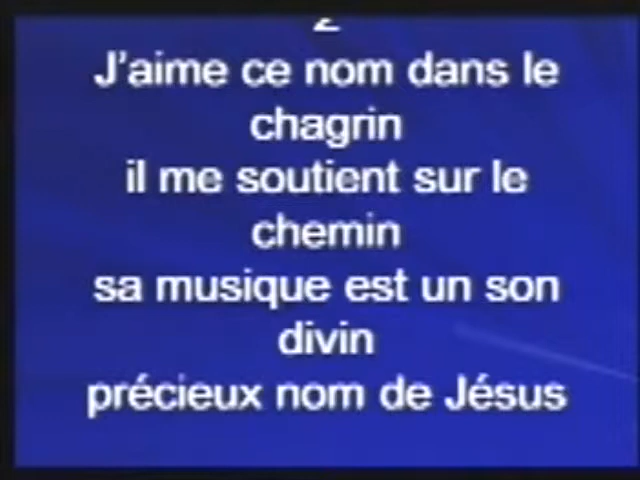 2
J'aime ce nom dans le
chagrin
il me soutient sur le
chemin
sa musique est un son
divin
précieux nom de Jésus